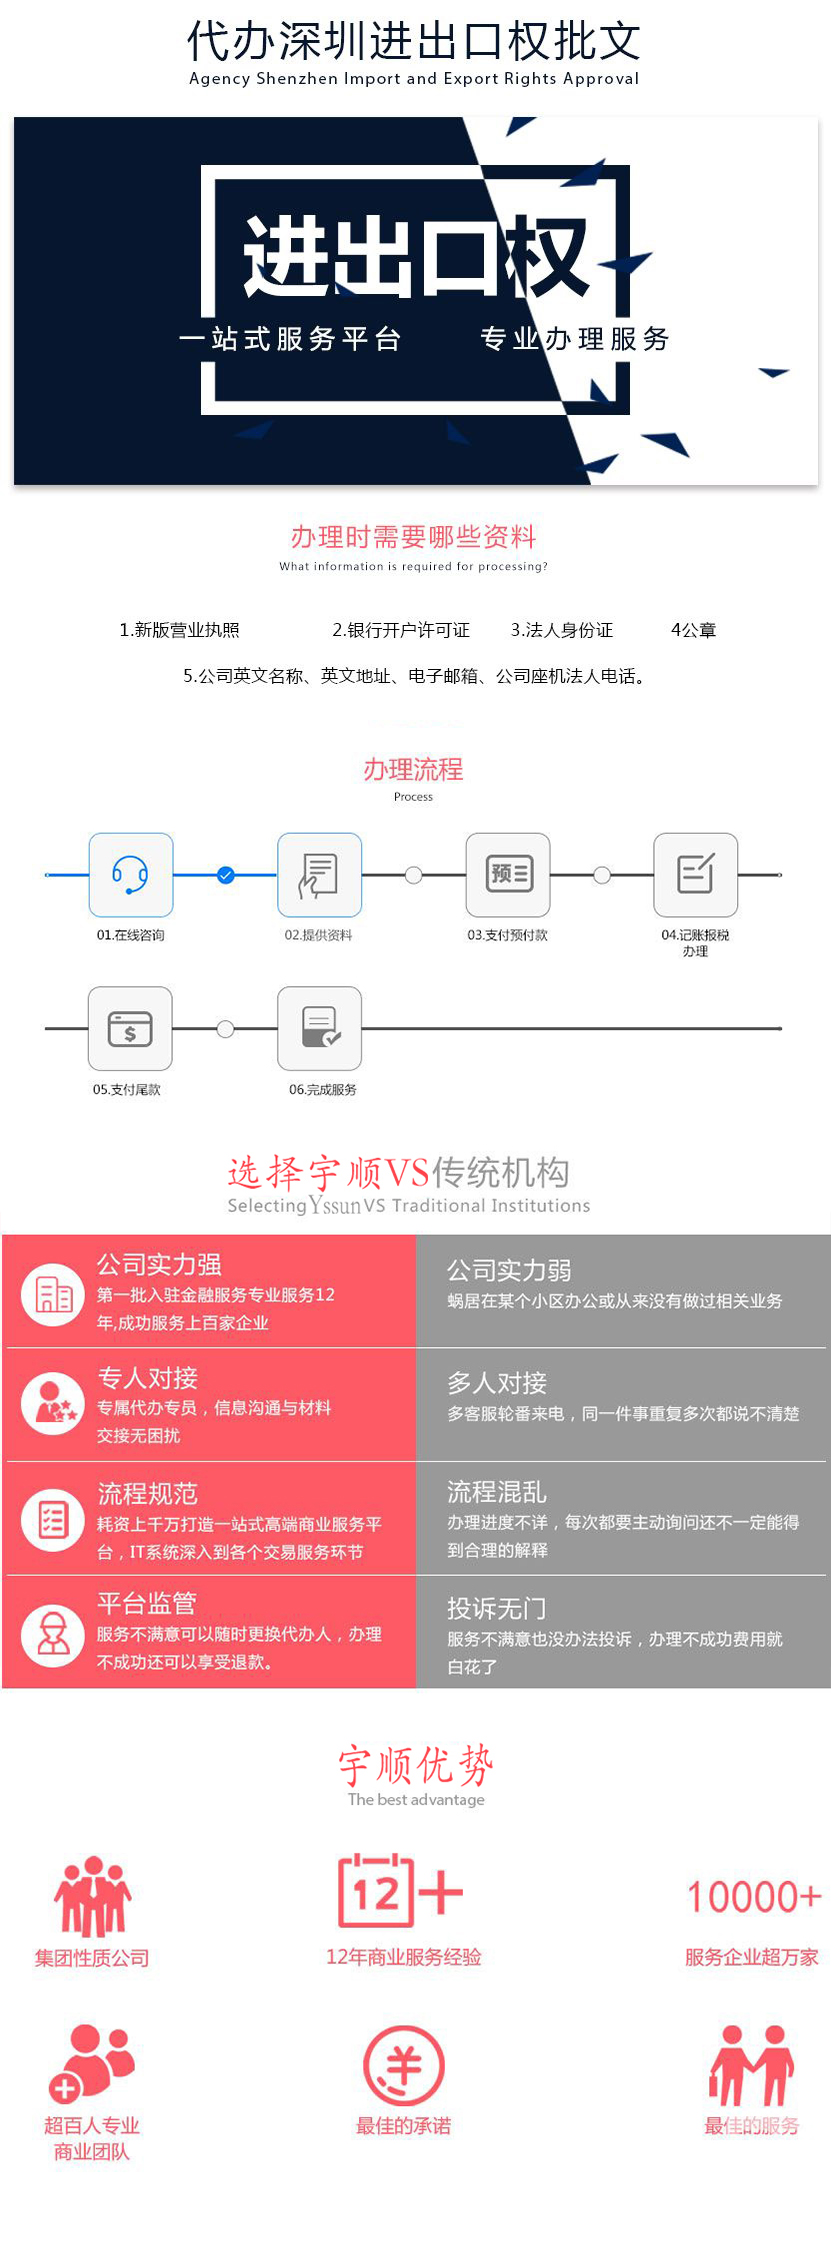 代办深圳进出口权批文
Agency Shenzhen Import and Export Rights Approval
进出口权
一站式服务平台 专业办理服务
办理时需要哪些资料
What information is required for processing?
1.新版营业执照 2.银行开户许可证 3.法人身份证 4公章
5.公司英文名称、英文地址、电子邮箱、公司座机法人电话。
办理流程
Process
预
01.在线咨询 02.提供资料 03.支付预付款 04.记账报税
办理
$
05.支付尾款 06.完成服务
选择宇顺VS传统机构
Selecting Yssun VS Traditional Institutions
公司实力强
第一批入驻金融服务专业服务12
年,成功服务上百家企业
公司实力弱
蜗居在某个小区办公或从来没有做过相关业务
专人对接
专属代办专员，信息沟通与材料
交接无困扰
多人对接
多客服轮番来电，同一件事重复多次都说不清楚
流程规范
耗资上千万打造一站式高端商业服务平
台，IT系统深入到各个交易服务环节
流程混乱
办理进度不详，每次都要主动询问还不一定能得
到合理的解释
平台监管
服务不满意可以随时更换代办人，办理
不成功还可以享受退款。
投诉无门
服务不满意也没办法投诉，办理不成功费用就
白花了
宇顺优势
The best advantage
12+ 10000+
集团性质公司 12年商业服务经验 服务企业超万家
超百人专业 最佳的承诺 最佳的服务
商业团队